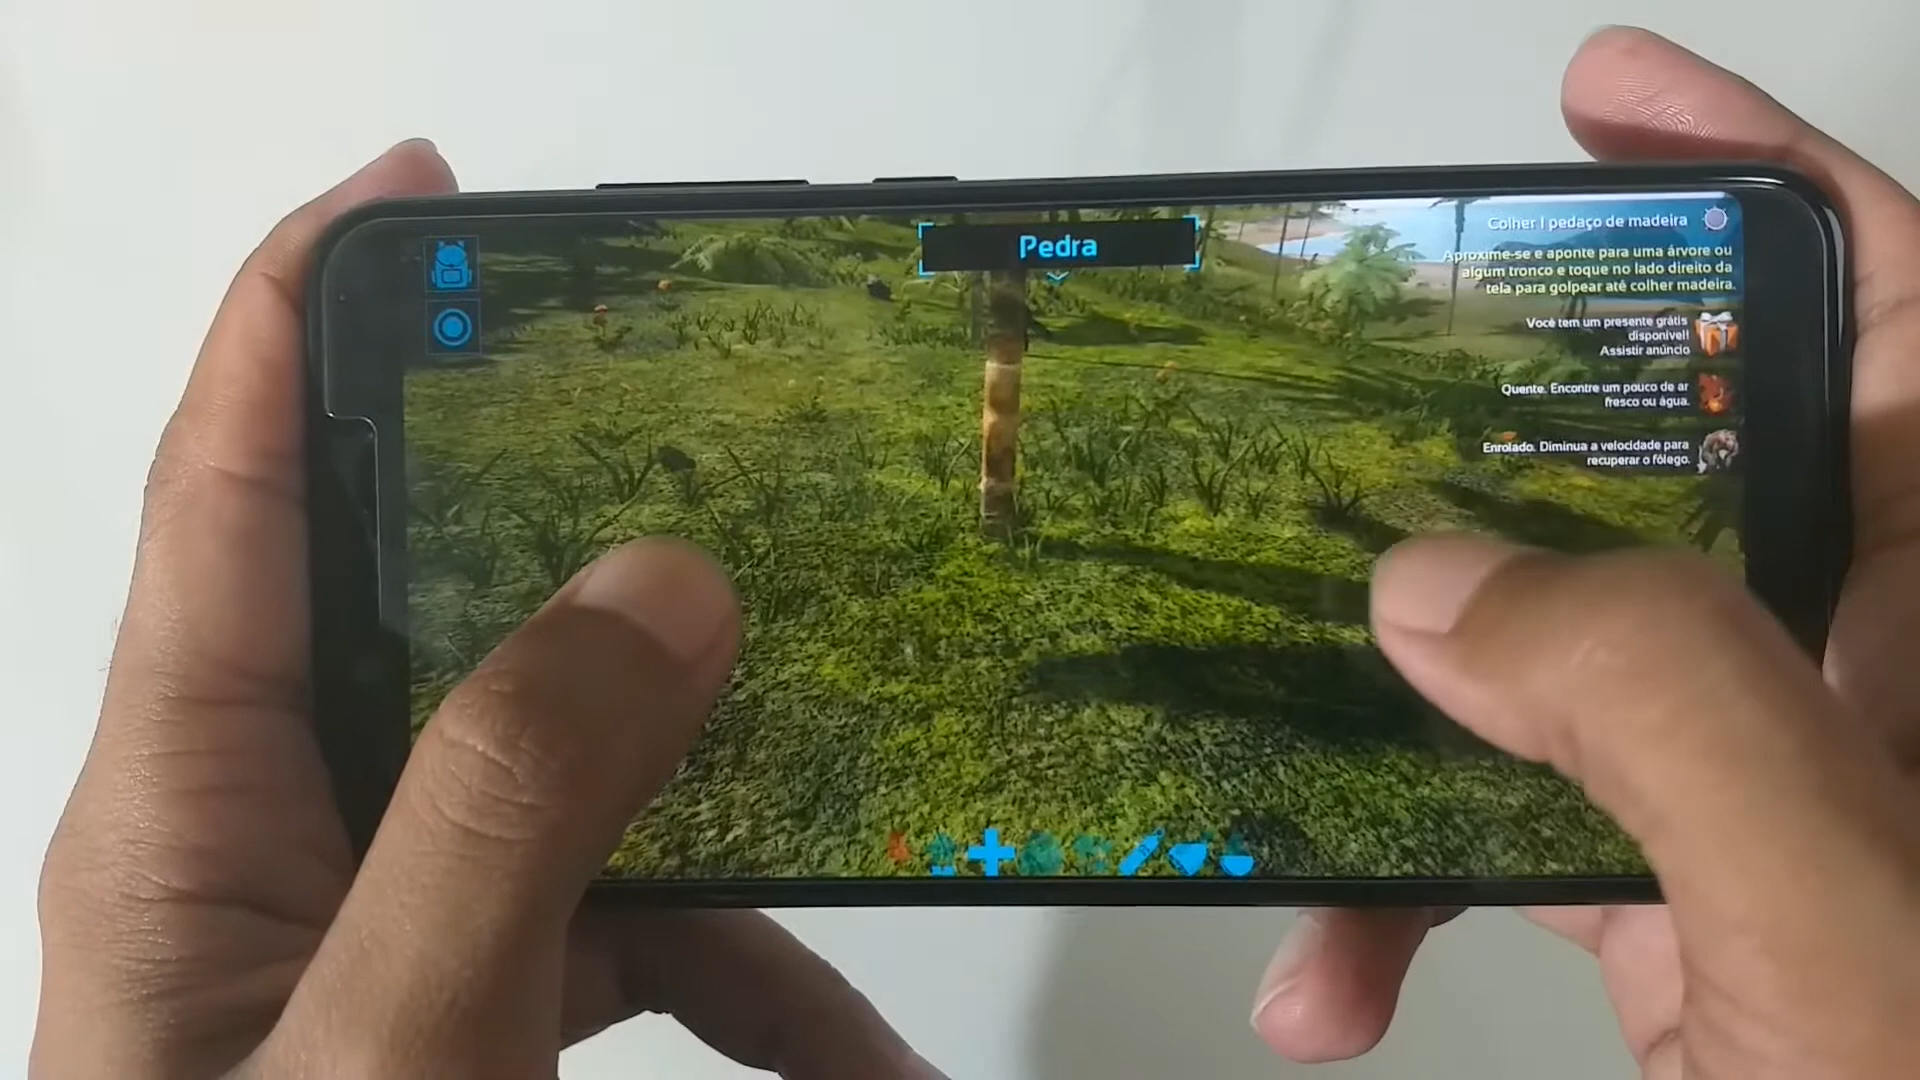 Pedra
Colher 1 pedaço de madeira
Aproxime-se e aponte para uma árvore ou
algum tronco e toque no lado direito da
tela para golpear até colher madeira.
Você tem um presente grátis
disponível!
Assistir anúncio
Quente. Encontre um pouco de ar
fresco ou água.
Enrolado. Diminua a velocidade para
recuperar o fôlego.